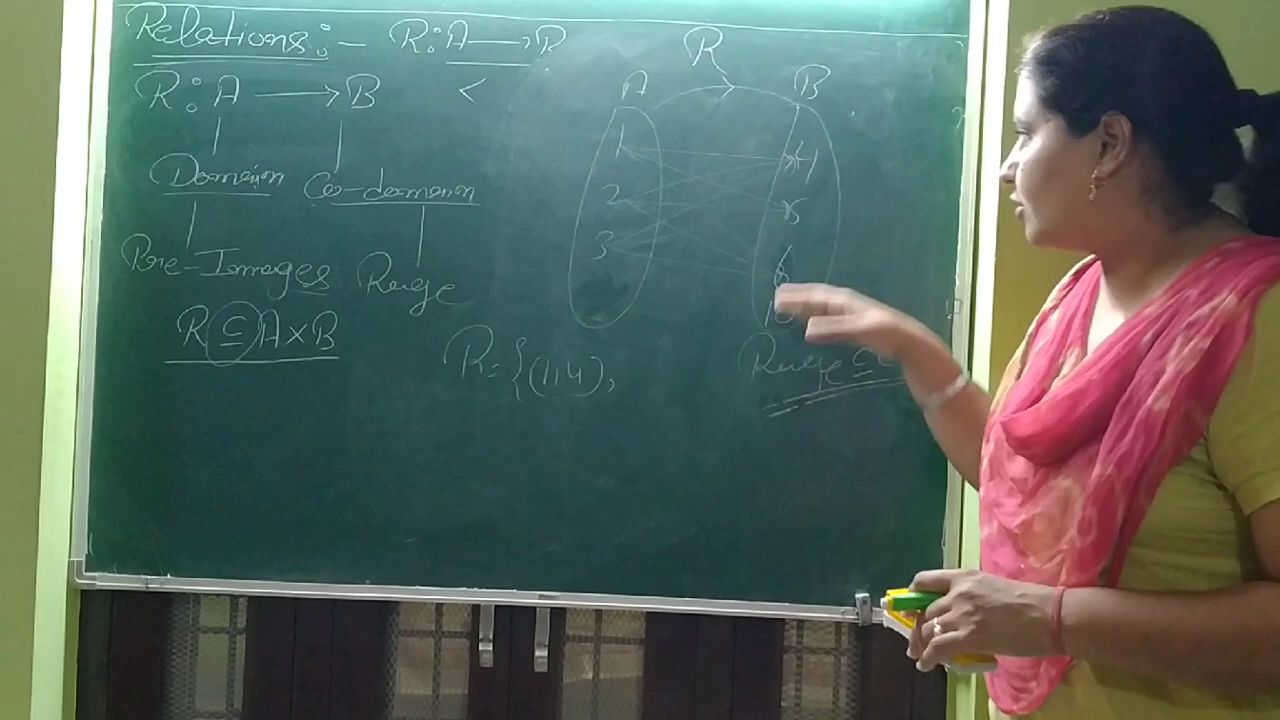 Relations:- R:A→R
R:A→B <
Domain Co-domain
Pre-Images Range
R⊆A×B
R={(1,4),
R
A B
1 4
2 5
3 6
Range ⊆